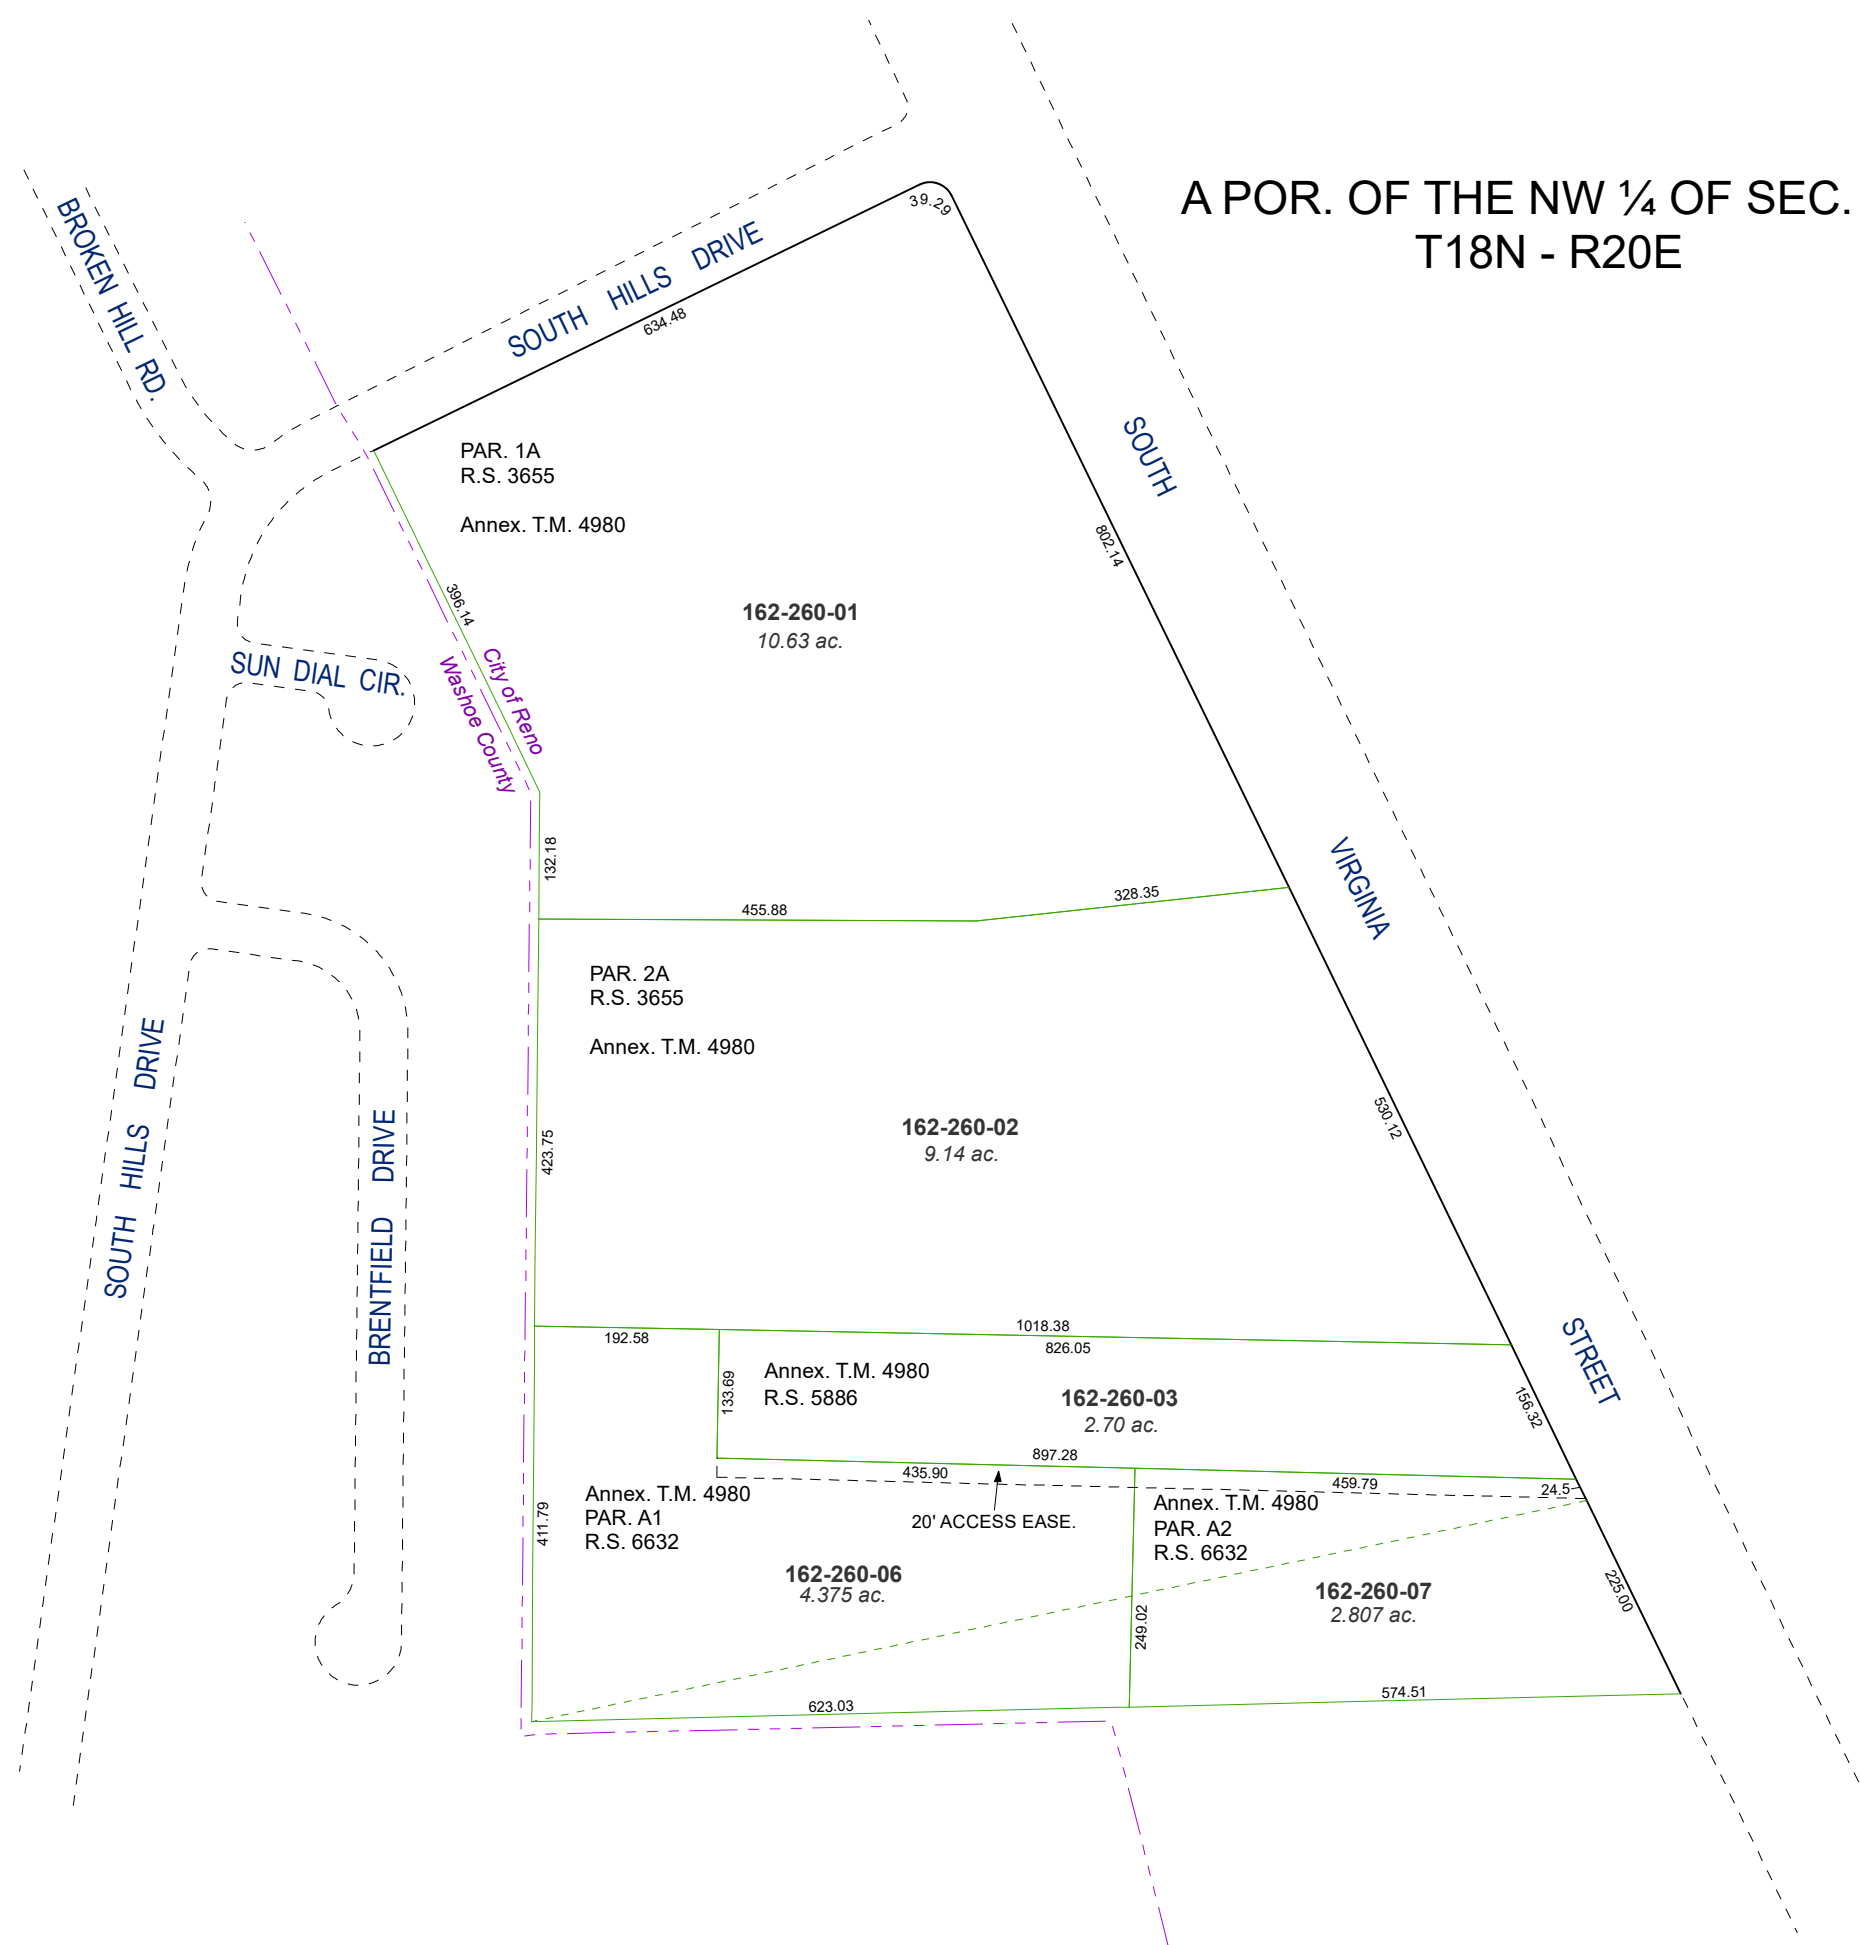 A POR. OF THE NW ¼ OF SEC.
T18N - R20E
BROKEN HILL RD.
SOUTH HILLS DRIVE
39.29
634.48
PAR. 1A
R.S. 3655
Annex. T.M. 4980
SOUTH
VIRGINIA
STREET
802.14
396.14
162-260-01
10.63 ac.
City of Reno
Washoe County
SUN DIAL CIR.
132.18
455.88
328.35
PAR. 2A
R.S. 3655
Annex. T.M. 4980
SOUTH HILLS DRIVE
BRENTFIELD DRIVE
423.75
530.12
162-260-02
9.14 ac.
192.58
1018.38
826.05
133.69
Annex. T.M. 4980
R.S. 5886
162-260-03
2.70 ac.
156.32
897.28
435.90
459.79
24.5
20' ACCESS EASE.
411.79
Annex. T.M. 4980
PAR. A1
R.S. 6632
162-260-06
4.375 ac.
Annex. T.M. 4980
PAR. A2
R.S. 6632
162-260-07
2.807 ac.
225.00
249.02
623.03
574.51